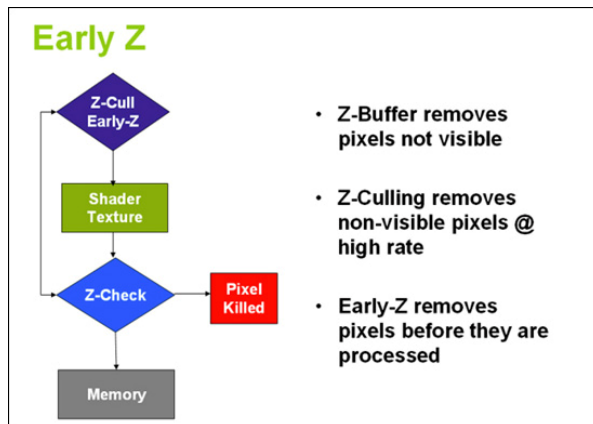 Early Z
Z-Cull
Early-Z
Shader
Texture
Z-Check
Pixel
Killed
Memory
• Z-Buffer removes
pixels not visible
• Z-Culling removes
non-visible pixels @
high rate
• Early-Z removes
pixels before they are
processed